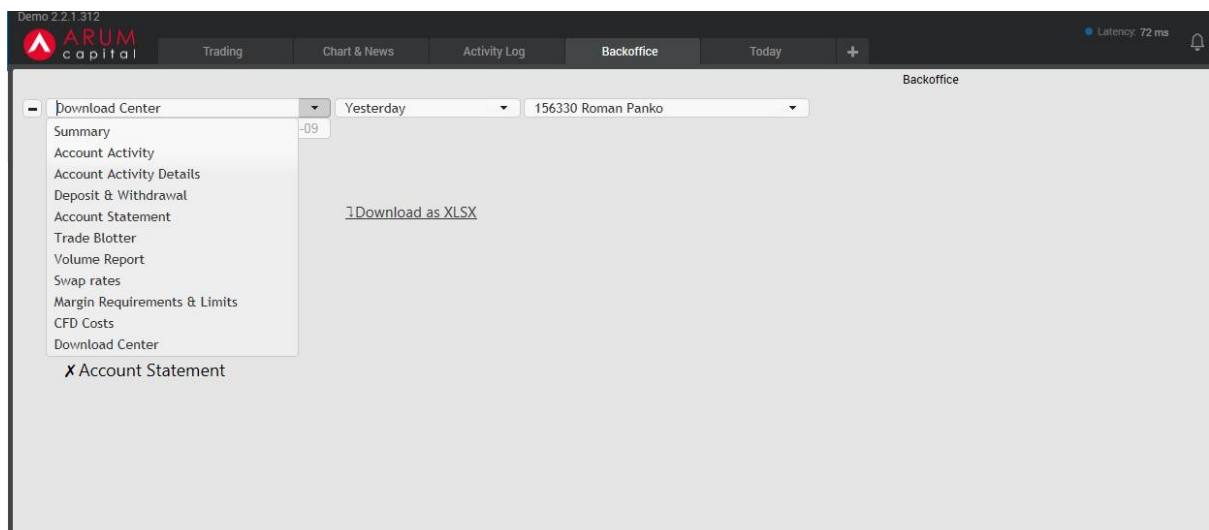 Demo 2.2.1.312
ARUM
capital
Trading
Chart & News
Activity Log
Backoffice
Today
+
Latency: 72 ms
Backoffice
Download Center
Yesterday
156330 Roman Panko
-09
Summary
Account Activity
Account Activity Details
Deposit & Withdrawal
Account Statement
Trade Blotter
Volume Report
Swap rates
Margin Requirements & Limits
CFD Costs
Download Center
Download as XLSX
✗ Account Statement